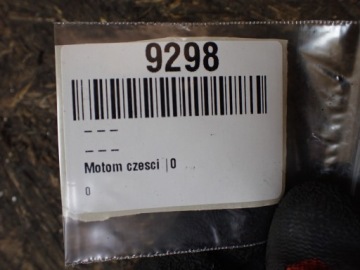 9298
– – –
– – –
Motom czesci |0
0